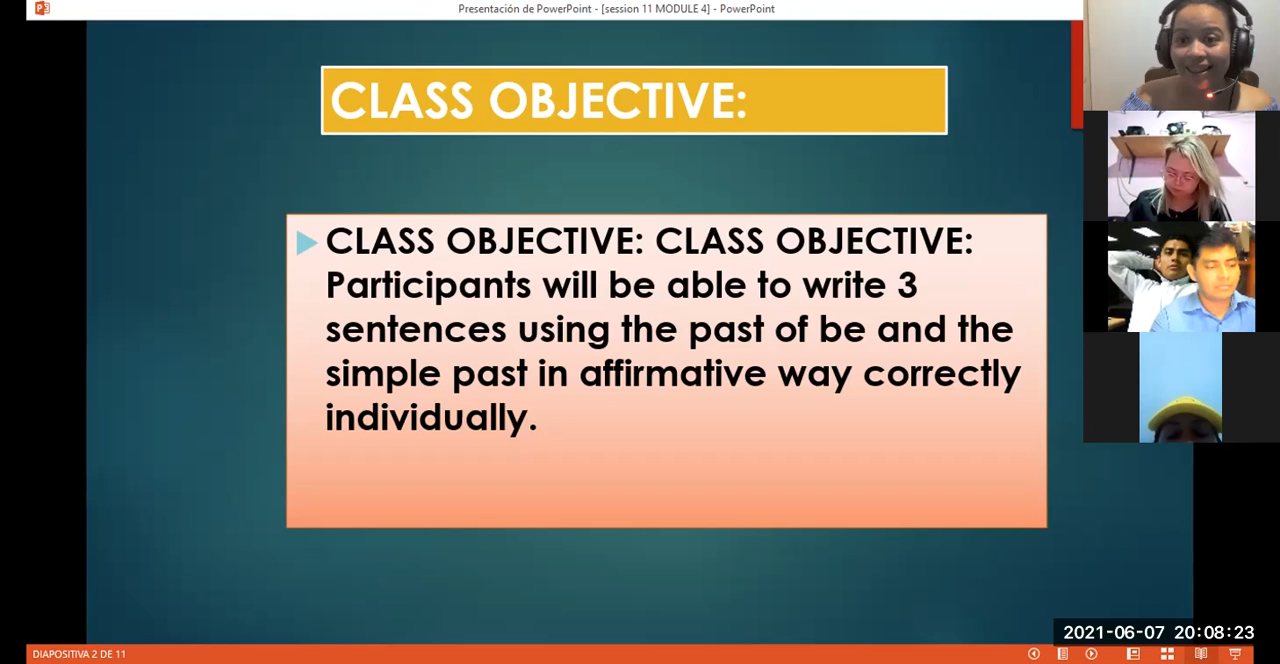 Presentación de PowerPoint - [session 11 MODULE 4] - PowerPoint
CLASS OBJECTIVE:
CLASS OBJECTIVE: CLASS OBJECTIVE:
Participants will be able to write 3
sentences using the past of be and the
simple past in affirmative way correctly
individually.
2021-06-07 20:08:23
DIAPOSITIVA 2 DE 11